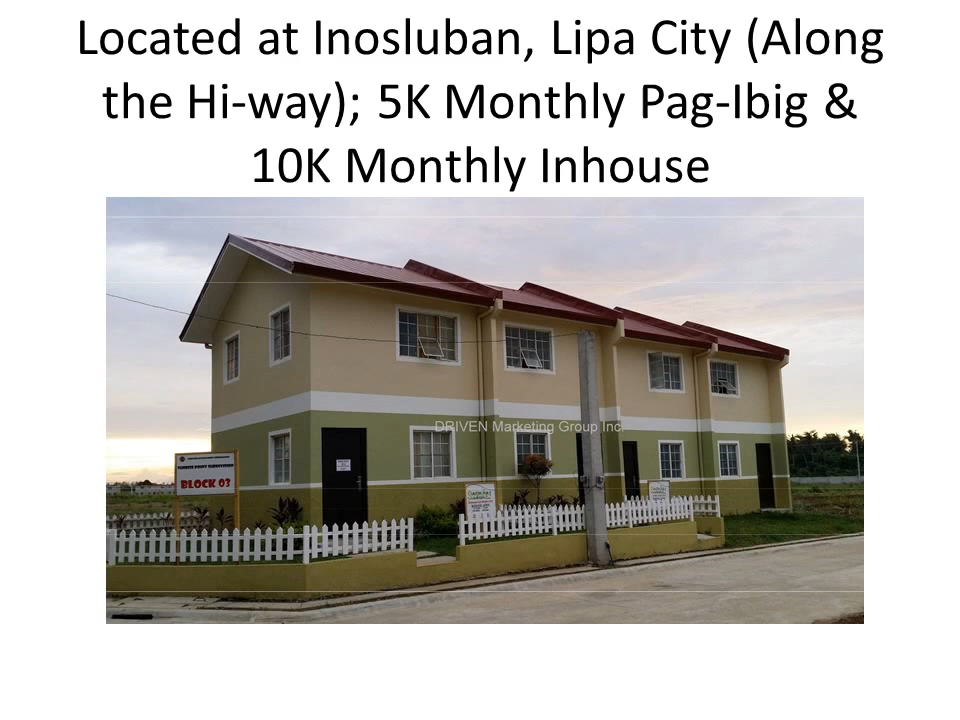 Located at Inosluban, Lipa City (Along
the Hi-way); 5K Monthly Pag-Ibig &
10K Monthly Inhouse
DRIVEN Marketing Group Inc.
BLOCK 03